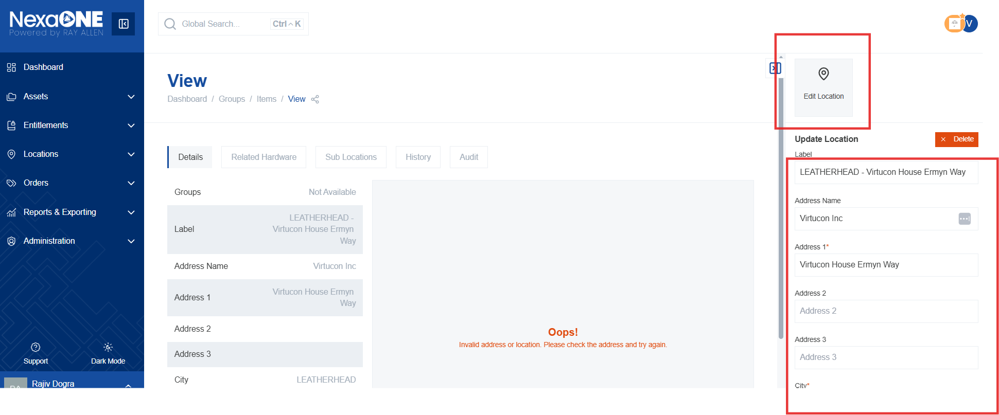 NexaONE
Powered by RAY ALLEN
Global Search...
Ctrl ^ K
V
Dashboard
Assets
Entitlements
Locations
Orders
Reports & Exporting
Administration
Support
Dark Mode
Rajiv Dogra
View
Dashboard / Groups / Items / View
Details
Related Hardware
Sub Locations
History
Audit
Groups
Not Available
Label
LEATHERHEAD -
Virtucon House Ermyn
Way
Address Name
Virtucon Inc
Address 1
Virtucon House Ermyn
Way
Address 2
Address 3
City
LEATHERHEAD
Oops!
Invalid address or location. Please check the address and try again.
Edit Location
Update Location
× Delete
Label
LEATHERHEAD - Virtucon House Ermyn Way
Address Name
Virtucon Inc
Address 1*
Virtucon House Ermyn Way
Address 2
Address 2
Address 3
Address 3
City*